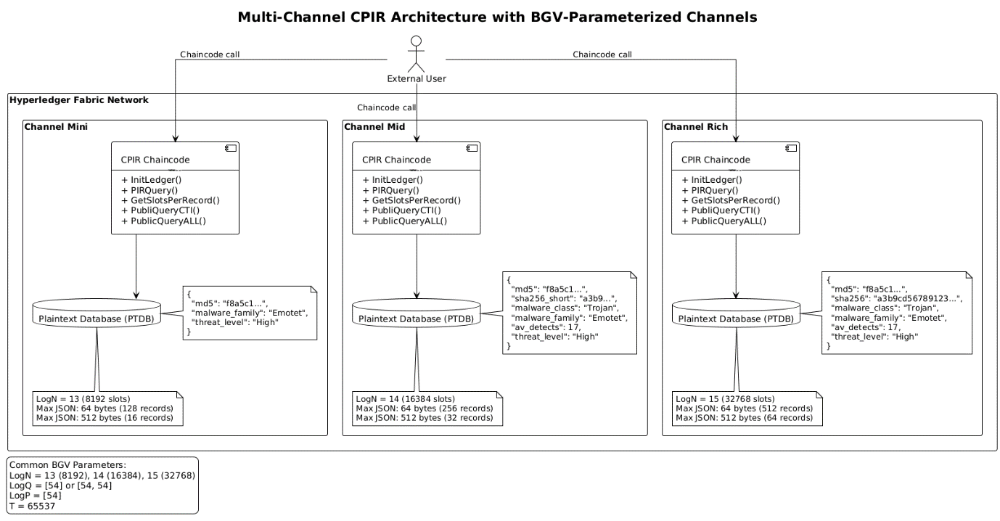 Multi-Channel CPIR Architecture with BGV-Parameterized Channels
Chaincode call
Chaincode call
External User
Hyperledger Fabric Network
Chaincode call
Channel Mini
CPIR Chaincode
+ InitLedger()
+ PIRQuery()
+ GetSlotsPerRecord()
+ PubliQueryCTI()
+ PublicQueryALL()
Plaintext Database (PTDB)
{
"md5": "f8a5c1...",
"malware_family": "Emotet",
"threat_level": "High"
}
LogN = 13 (8192 slots)
Max JSON: 64 bytes (128 records)
Max JSON: 512 bytes (16 records)
Channel Mid
CPIR Chaincode
+ InitLedger()
+ PIRQuery()
+ GetSlotsPerRecord()
+ PubliQueryCTI()
+ PublicQueryALL()
Plaintext Database (PTDB)
{
"md5": "f8a5c1...",
"sha256_short": "a3b9...",
"malware_class": "Trojan",
"malware_family": "Emotet",
"av_detects": 17,
"threat_level": "High"
}
LogN = 14 (16384 slots)
Max JSON: 64 bytes (256 records)
Max JSON: 512 bytes (32 records)
Channel Rich
CPIR Chaincode
+ InitLedger()
+ PIRQuery()
+ GetSlotsPerRecord()
+ PubliQueryCTI()
+ PublicQueryALL()
Plaintext Database (PTDB)
{
"md5": "f8a5c1...",
"sha256": "a3b9cd56789123...",
"malware_class": "Trojan",
"malware_family": "Emotet",
"av_detects": 17,
"threat_level": "High"
}
LogN = 15 (32768 slots)
Max JSON: 64 bytes (512 records)
Max JSON: 512 bytes (64 records)
Common BGV Parameters:
LogN = 13 (8192), 14 (16384), 15 (32768)
LogQ = [54] or [54, 54]
LogP = [54]
T = 65537